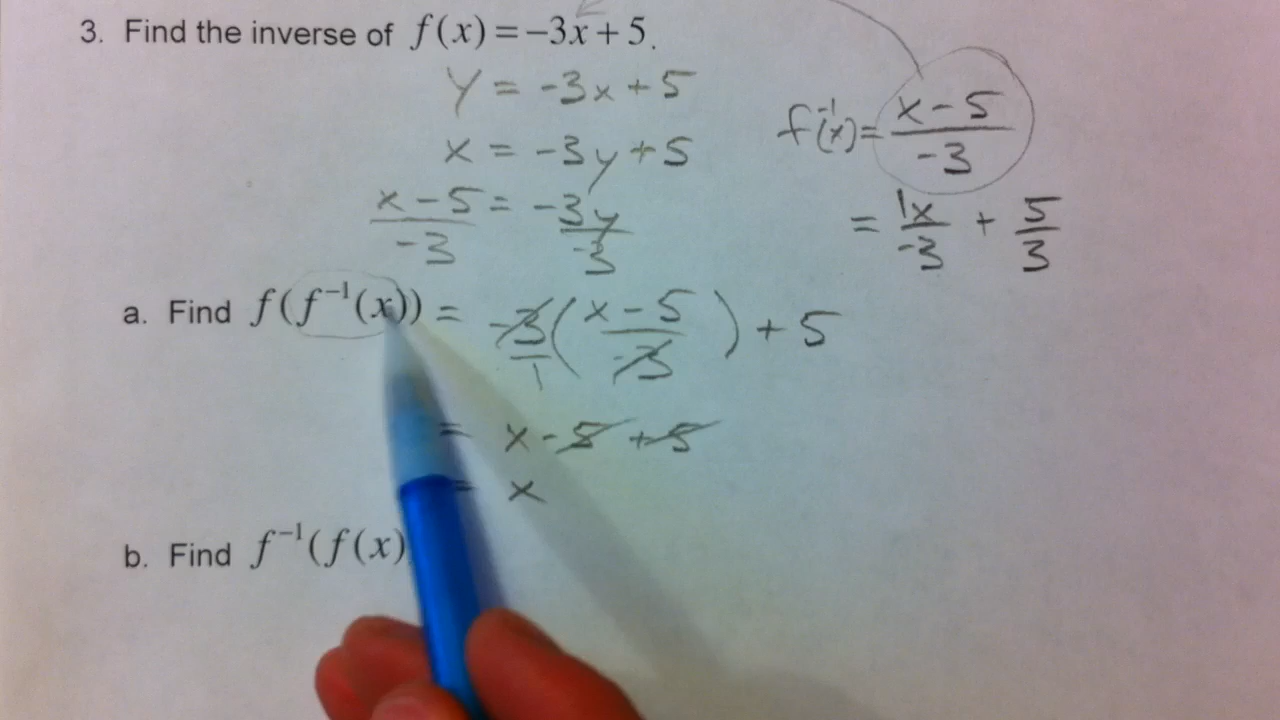 3. Find the inverse of f(x)=-3x+5.
y = -3x+5
x = -3y+5
x-5/-3 = -3y/-3
f⁻¹(x)= x-5/-3
= 1x/-3 + 5/3
a. Find f(f⁻¹(x)) = -3/1(x-5/-3)+5
= x-5+5
= x
b. Find f⁻¹(f(x)